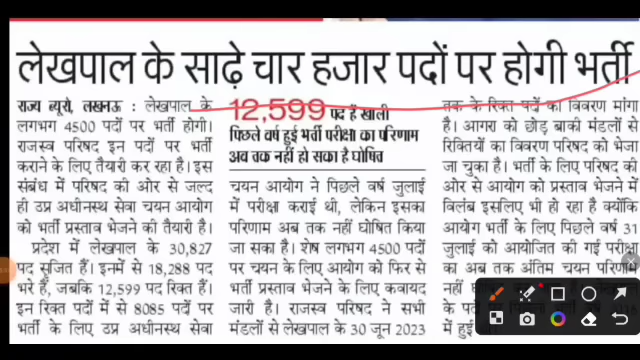 लेखपाल के साढ़े चार हजार पदों पर होगी भर्ती
राज्य ब्यूरो, लखनऊ : लेखपाल के
लगभग 4500 पदों पर भर्ती होगी।
राजस्व परिषद इन पदों पर भर्ती
कराने के लिए तैयारी कर रहा है। इस
संबंध में परिषद की ओर से जल्द
ही उप्र अधीनस्थ सेवा चयन आयोग
को भर्ती प्रस्ताव भेजने की तैयारी है।
प्रदेश में लेखपाल के 30,827
पद सृजित हैं। इनमें से 18,288 पद
भरे हैं, जबकि 12,599 पद रिक्त हैं।
इन रिक्त पदों में से 8085 पदों पर
भर्ती के लिए उप्र अधीनस्थ सेवा
12,599 पद हैं खाली
पिछले वर्ष हुई भर्ती परीक्षा का परिणाम
अब तक नहीं हो सका है घोषित
चयन आयोग ने पिछले वर्ष जुलाई
में परीक्षा कराई थी, लेकिन इसका
परिणाम अब तक नहीं घोषित किया
जा सका है। शेष लगभग 4500 पदों
पर चयन के लिए आयोग को फिर से
भर्ती प्रस्ताव भेजने के लिए कवायद
जारी है। राजस्व परिषद ने सभी
मंडलों से लेखपाल के 30 जून 2023
तक के रिक्त पदों का विवरण मांगा
है। आगरा को छोड़ बाकी मंडलों से
रिक्तियों का विवरण परिषद को भेजा
जा चुका है। भर्ती के लिए परिषद की
ओर से आयोग को प्रस्ताव भेजने में
विलंब इसलिए भी हो रहा है क्योंकि
आयोग भर्ती के लिए पिछले वर्ष 31
जुलाई को आयोजित की गई परीक्षा
का अब तक अंतिम चयन परिणाम
नहीं
के पदों
में हुई थी।